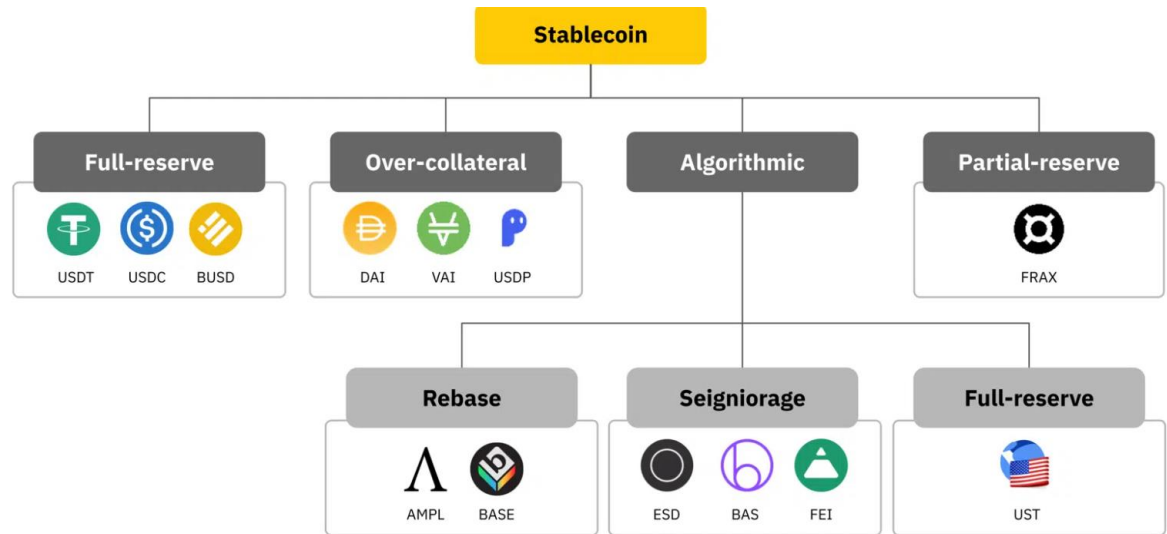 Stablecoin
Full-reserve
Over-collateral
Algorithmic
Partial-reserve
USDT USDC BUSD
DAI VAI USDP
FRAX
Rebase
Seigniorage
Full-reserve
AMPL BASE
ESD BAS FEI
UST